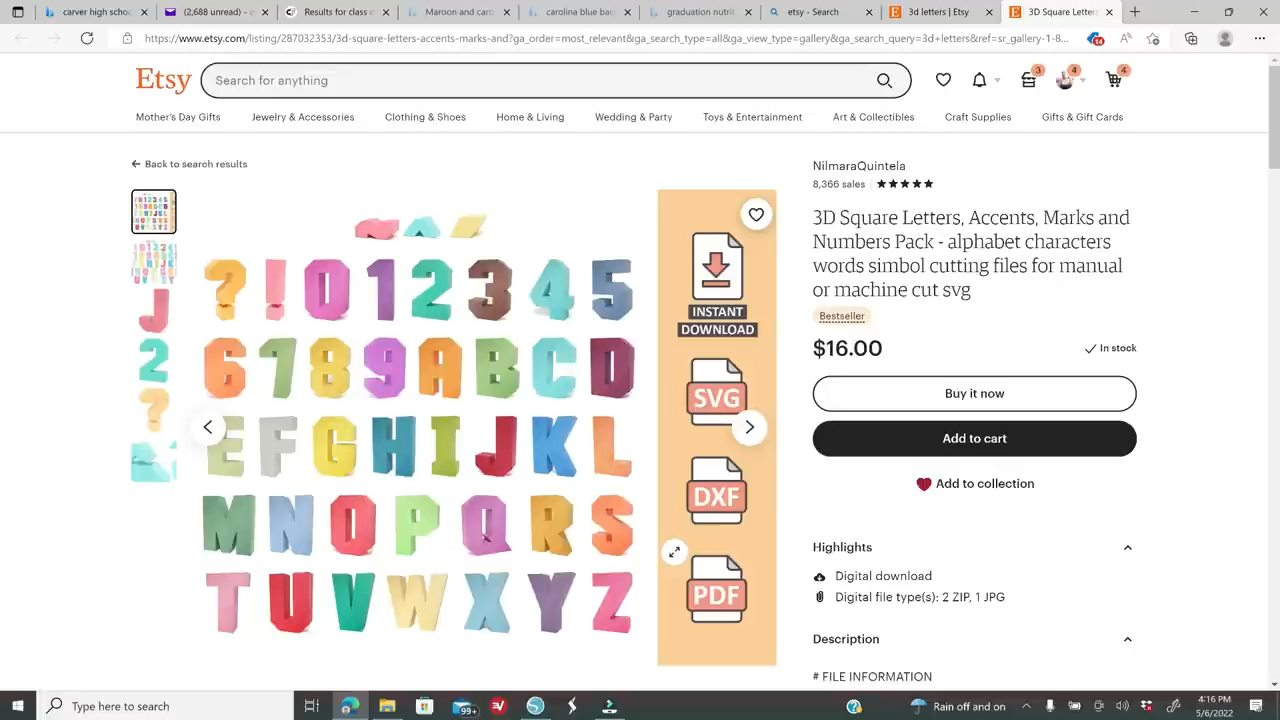 carver high schoc
(2,688 unread) -
Results for class c
Maroon and caro
carolina blue bac
graduation nutrit
etsy - Search
3d letters | Etsy
3D Square Letters
https://www.etsy.com/listing/287032353/3d-square-letters-accents-marks-and?ga_order=most_relevant&ga_search_type=all&ga_view_type=gallery&ga_search_query=3d+letters&ref=sr_gallery-1-8...
14
Etsy
Search for anything
3
4
4
Mother's Day Gifts
Jewelry & Accessories
Clothing & Shoes
Home & Living
Wedding & Party
Toys & Entertainment
Art & Collectibles
Craft Supplies
Gifts & Gift Cards
Back to search results
? ! 0 1 2 3 4 5
6 7 8 9 A B C D
E F G H I J K L
M N O P Q R S
T U V W X Y Z
J
2
?
INSTANT
DOWNLOAD
SVG
DXF
PDF
NilmaraQuintela
8,366 sales
3D Square Letters, Accents, Marks and
Numbers Pack - alphabet characters
words simbol cutting files for manual
or machine cut svg
Bestseller
$16.00
In stock
Buy it now
Add to cart
Add to collection
Highlights
Digital download
Digital file type(s): 2 ZIP, 1 JPG
Description
# FILE INFORMATION
Type here to search
99+
Rain off and on
4:16 PM
5/6/2022